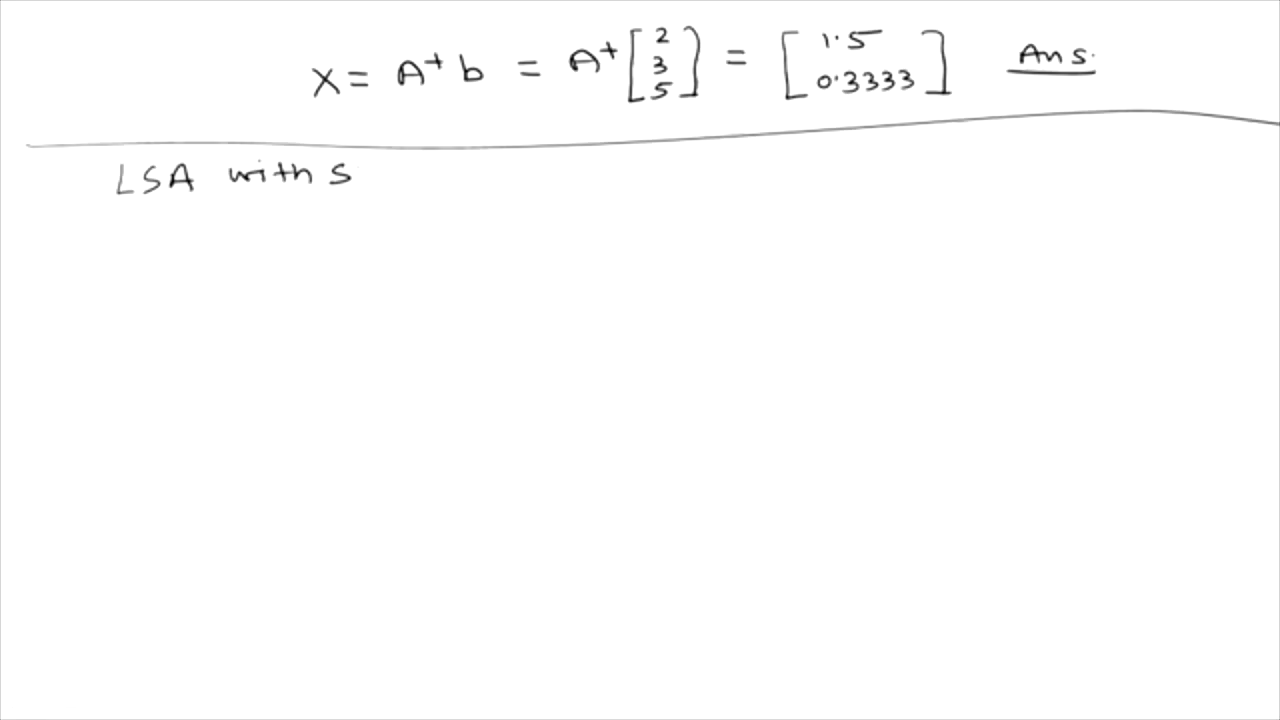 X = A⁺ b = A⁺ [2 3 5] = [1.5 0.3333] Ans.
LSA with s